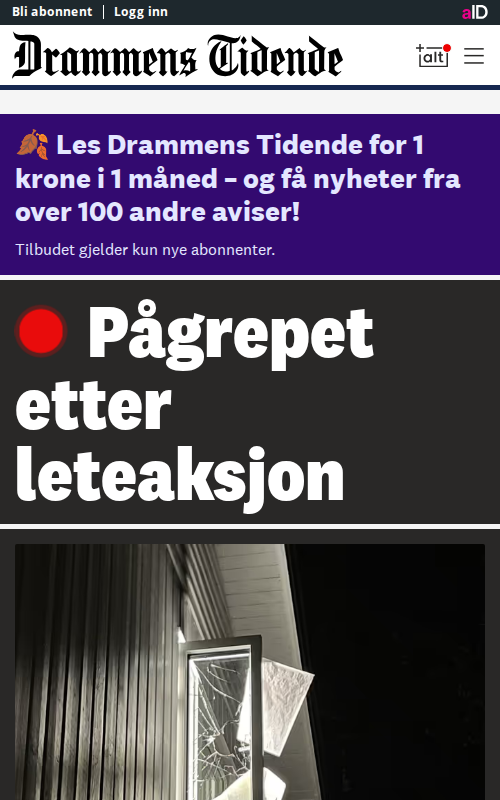 Bli abonnent
Logg inn
aID
Drammens Tidende
+alt
Les Drammens Tidende for 1
krone i 1 måned – og få nyheter fra
over 100 andre aviser!
Tilbudet gjelder kun nye abonnenter.
Pågrepet
etter
leteaksjon